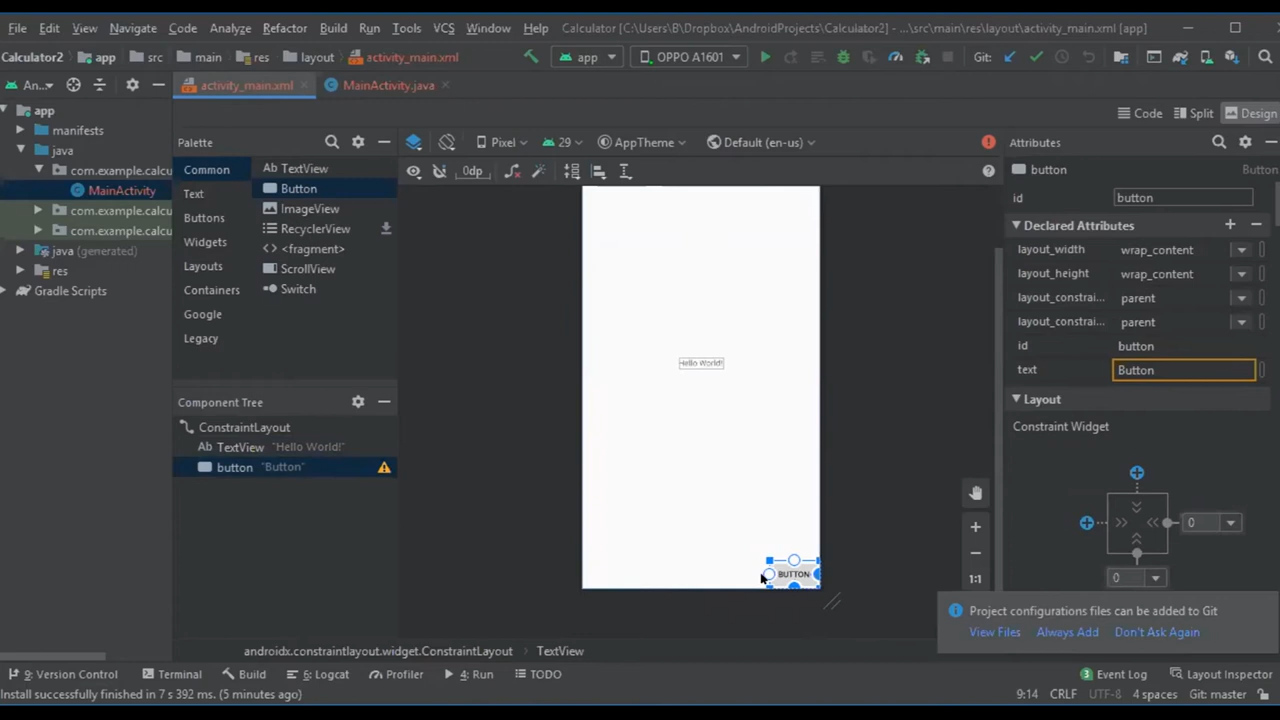 File Edit View Navigate Code Analyze Refactor Build Run Tools VCS Window Help Calculator [C:\Users\B\Dropbox\AndroidProjects\Calculator2] - ...\src\main\res\layout\activity_main.xml [app]
Calculator2 app src main res layout activity_main.xml app OPPO A1601 Git:
An... activity_main.xml MainActivity.java
Code Split Design
app
manifests
java
com.example.calcu
MainActivity
com.example.calcu
com.example.calcu
java (generated)
res
Gradle Scripts
Palette
Common
Text
Buttons
Widgets
Layouts
Containers
Google
Legacy
Ab TextView
Button
ImageView
RecyclerView
<fragment>
ScrollView
Switch
Component Tree
ConstraintLayout
Ab TextView "Hello World!"
button "Button"
Pixel 29 AppTheme Default (en-us)
0dp
Hello World!
BUTTON
1:1
Attributes
button Button
id button
Declared Attributes
layout_width wrap_content
layout_height wrap_content
layout_constrai... parent
layout_constrai... parent
id button
text Button
Layout
Constraint Widget
0
0
Project configurations files can be added to Git
View Files Always Add Don't Ask Again
androidx.constraintlayout.widget.ConstraintLayout TextView
9: Version Control Terminal Build 6: Logcat Profiler 4: Run TODO 3 Event Log Layout Inspector
Install successfully finished in 7 s 392 ms. (5 minutes ago) 9:14 CRLF UTF-8 4 spaces Git: master